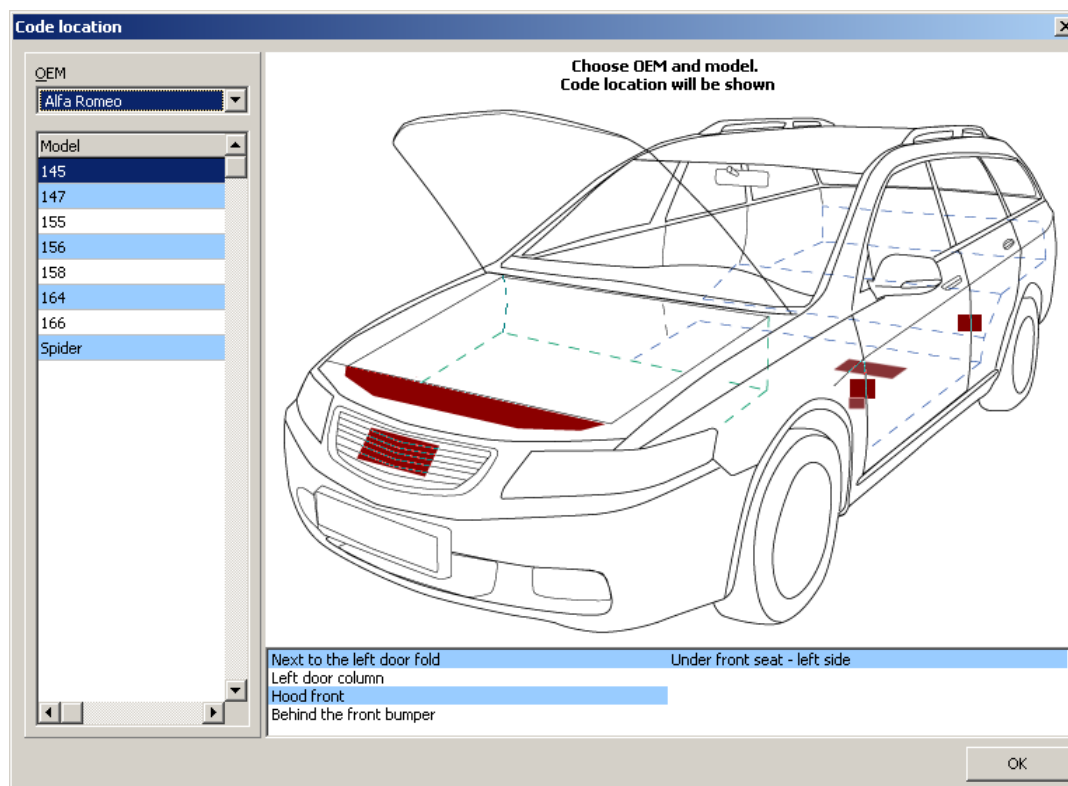 Code location
OEM
Alfa Romeo
Model
145
147
155
156
158
164
166
Spider
Choose OEM and model.
Code location will be shown
Next to the left door fold
Left door column
Hood front
Behind the front bumper
Under front seat - left side
OK